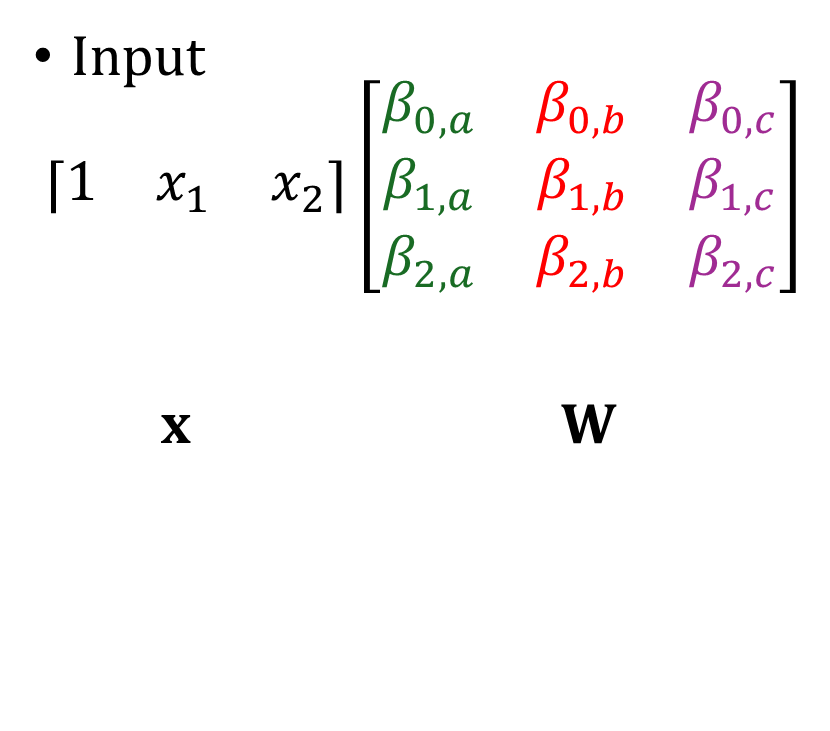 • Input
⌈1 x₁ x₂⌉ [β₀,a β₀,b β₀,c
β₁,a β₁,b β₁,c
β₂,a β₂,b β₂,c]
x W